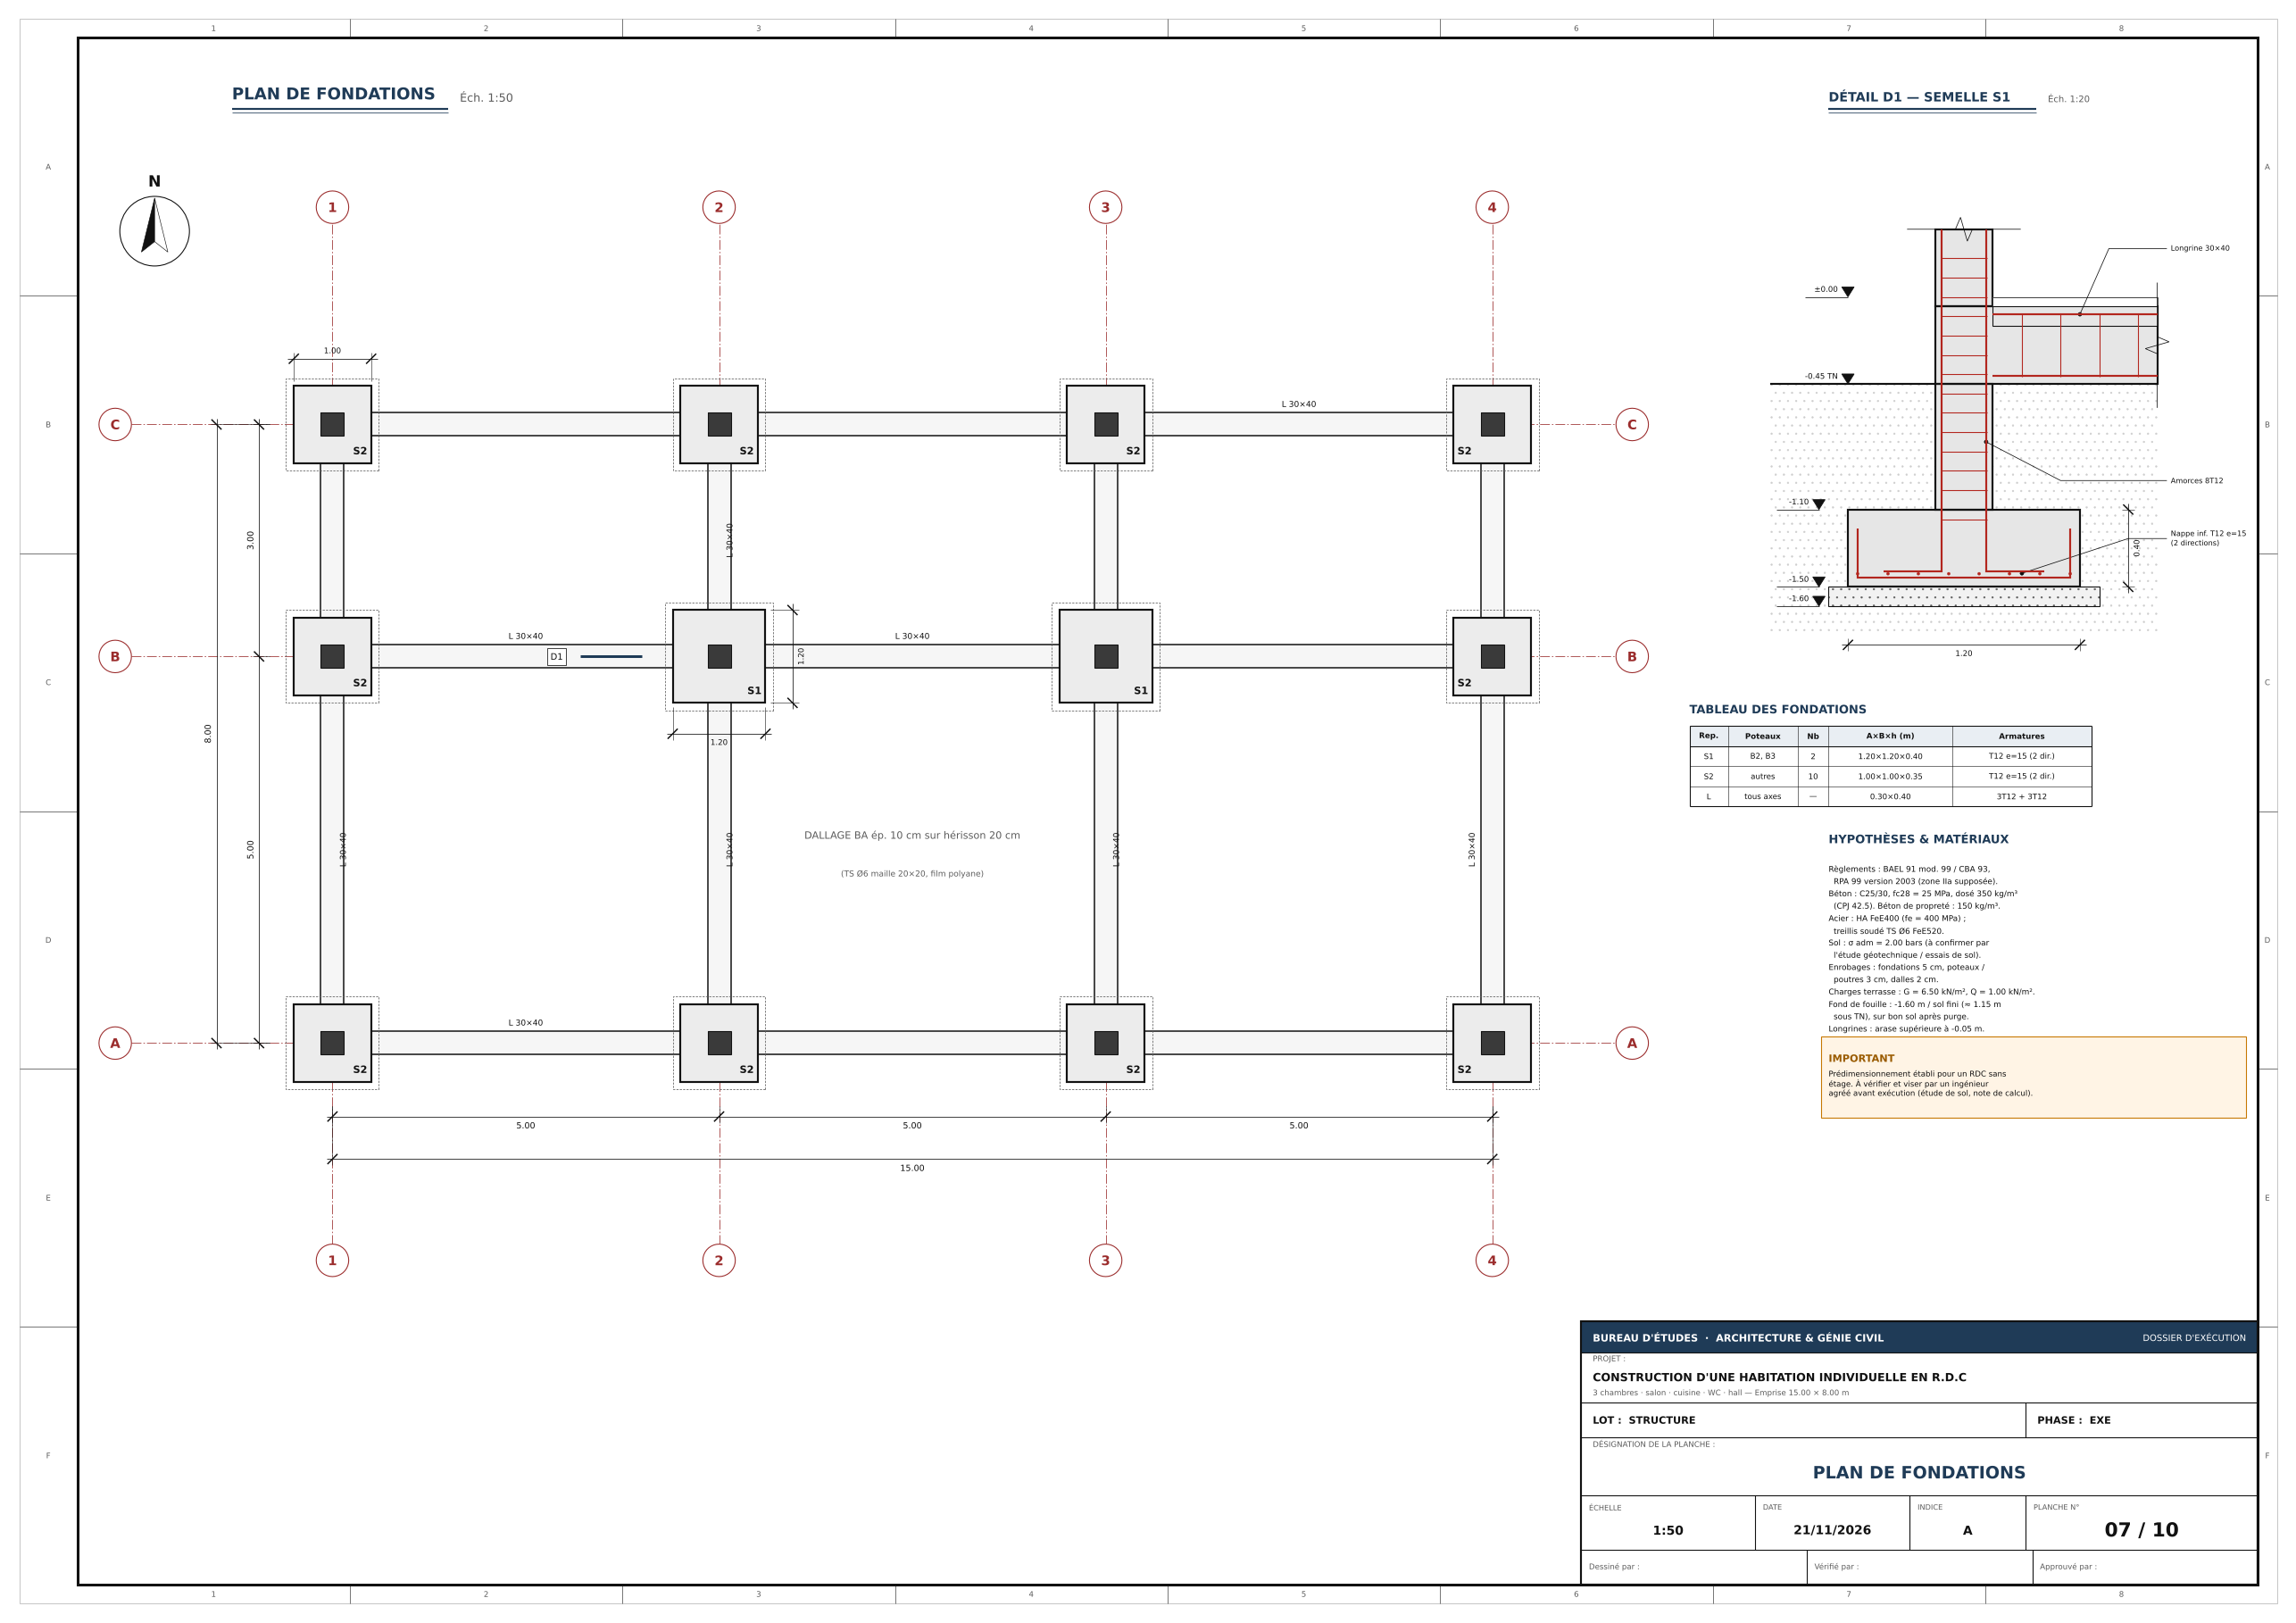 1 2 3 4 5 6 7 8
PLAN DE FONDATIONS Éch. 1:50
DÉTAIL D1 — SEMELLE S1 Éch. 1:20
A A
N
1 2 3 4
Longrine 30×40
±0.00
1.00
-0.45 TN
L 30×40
C C
B B
S2 S2 S2 S2
Amorces 8T12
-1.10
3.00
L 30×40
Nappe inf. T12 e=15
(2 directions)
0.40
-1.50
-1.60
L 30×40 L 30×40
B D1 1.20 B
1.20
S2 S1 S1 S2
C C
8.00
1.20
TABLEAU DES FONDATIONS
Rep. Poteaux Nb A×B×h (m) Armatures
S1 B2, B3 2 1.20×1.20×0.40 T12 e=15 (2 dir.)
S2 autres 10 1.00×1.00×0.35 T12 e=15 (2 dir.)
L tous axes — 0.30×0.40 3T12 + 3T12
5.00
L 30×40 L 30×40 L 30×40 L 30×40
DALLAGE BA ép. 10 cm sur hérisson 20 cm
(TS Ø6 maille 20×20, film polyane)
HYPOTHÈSES & MATÉRIAUX
Règlements : BAEL 91 mod. 99 / CBA 93,
RPA 99 version 2003 (zone IIa supposée).
Béton : C25/30, fc28 = 25 MPa, dosé 350 kg/m³
(CPJ 42.5). Béton de propreté : 150 kg/m³.
Acier : HA FeE400 (fe = 400 MPa) ;
treillis soudé TS Ø6 FeE520.
Sol : σ adm = 2.00 bars (à confirmer par
l'étude géotechnique / essais de sol).
Enrobages : fondations 5 cm, poteaux /
poutres 3 cm, dalles 2 cm.
Charges terrasse : G = 6.50 kN/m², Q = 1.00 kN/m².
Fond de fouille : -1.60 m / sol fini (≈ 1.15 m
sous TN), sur bon sol après purge.
Longrines : arase supérieure à -0.05 m.
D D
L 30×40
A A
S2 S2 S2 S2
IMPORTANT
Prédimensionnement établi pour un RDC sans
étage. À vérifier et viser par un ingénieur
agréé avant exécution (étude de sol, note de calcul).
5.00 5.00 5.00
15.00
E E
1 2 3 4
BUREAU D'ÉTUDES · ARCHITECTURE & GÉNIE CIVIL DOSSIER D'EXÉCUTION
PROJET :
CONSTRUCTION D'UNE HABITATION INDIVIDUELLE EN R.D.C
3 chambres · salon · cuisine · WC · hall — Emprise 15.00 × 8.00 m
LOT : STRUCTURE PHASE : EXE
DÉSIGNATION DE LA PLANCHE :
F F
PLAN DE FONDATIONS
ÉCHELLE DATE INDICE PLANCHE N°
1:50 21/11/2026 A 07 / 10
Dessiné par : Vérifié par : Approuvé par :
1 2 3 4 5 6 7 8